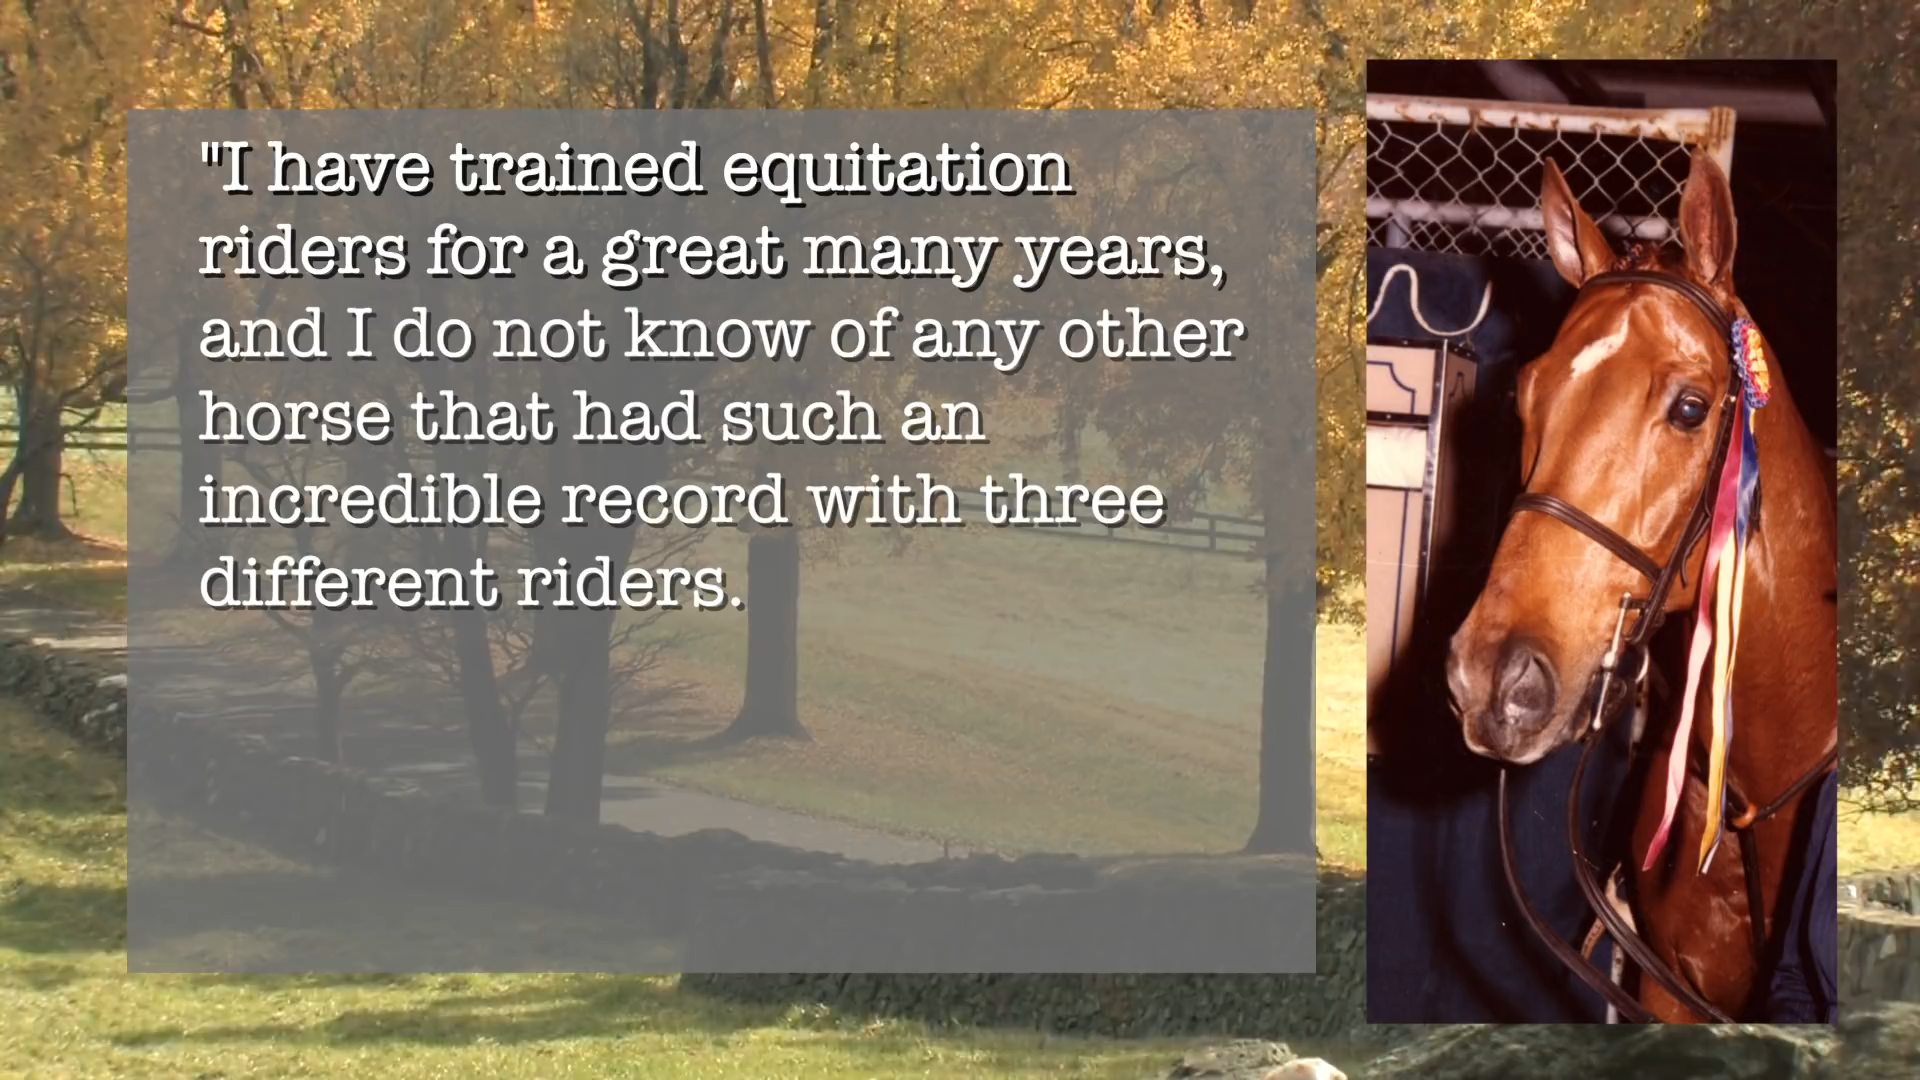 "I have trained equitation
riders for a great many years,
and I do not know of any other
horse that had such an
incredible record with three
different riders.